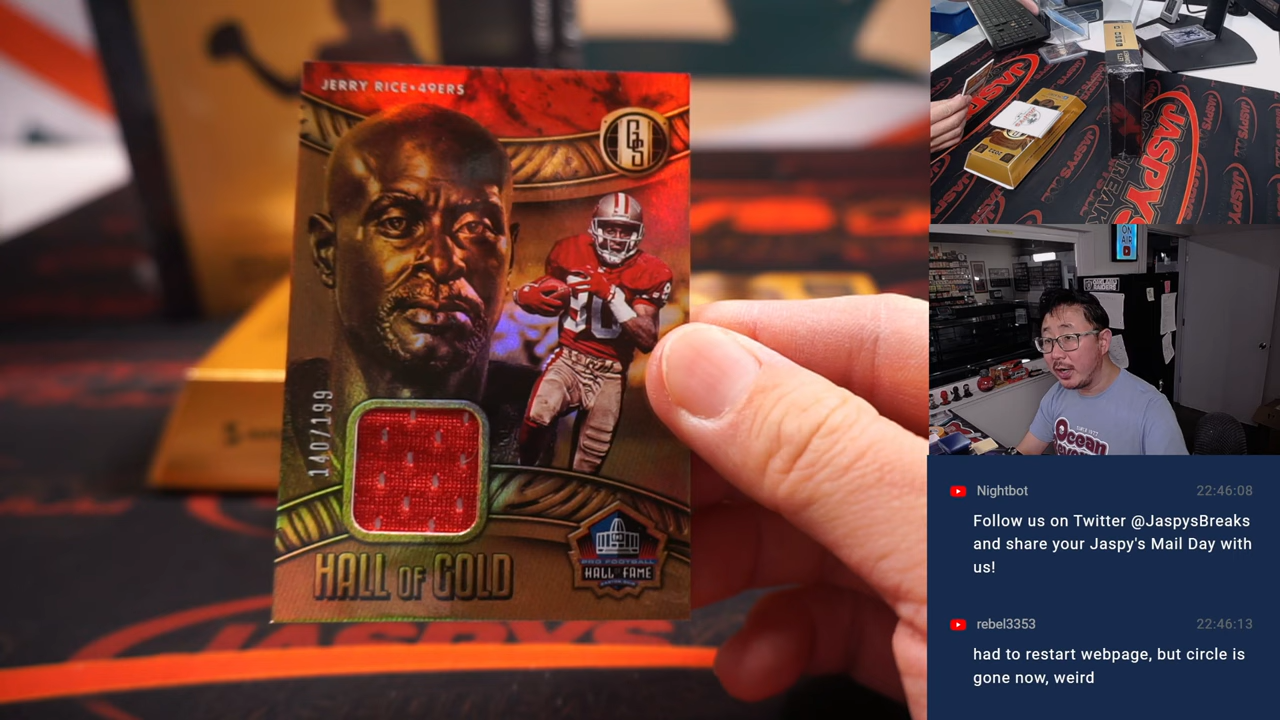 JERRY RICE•49ERS
GS
80
140/199
HALL OF GOLD
PRO FOOTBALL
HALL OF FAME
JASPYS
JASPYS
ON
AIR
Ocean
Nightbot 22:46:08
Follow us on Twitter @JaspysBreaks
and share your Jaspy's Mail Day with
us!
rebel3353 22:46:13
had to restart webpage, but circle is
gone now, weird